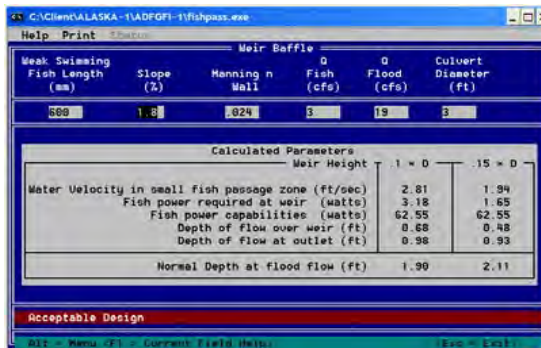 C:\Client\ALASKA~1\ADFGFI~1\fishpass.exe
Help Print Status
Weir Baffle
Weak Swimming Fish Length (mm) Slope (%) Manning n Wall Q Fish (cfs) Q Flood (cfs) Culvert Diameter (ft)
600 1.8 .024 3 19 3
Calculated Parameters
Weir Height .1 * D .15 * D
Water Velocity in small fish passage zone (ft/sec) 2.81 1.94
Fish power required at weir (watts) 3.18 1.65
Fish power capabilities (watts) 62.55 62.55
Depth of flow over weir (ft) 0.68 0.48
Depth of flow at outlet (ft) 0.98 0.93
Normal Depth at flood flow (ft) 1.90 2.11
Acceptable Design
Alt = Menu (F1 = Current Field Help) (Esc = Exit)